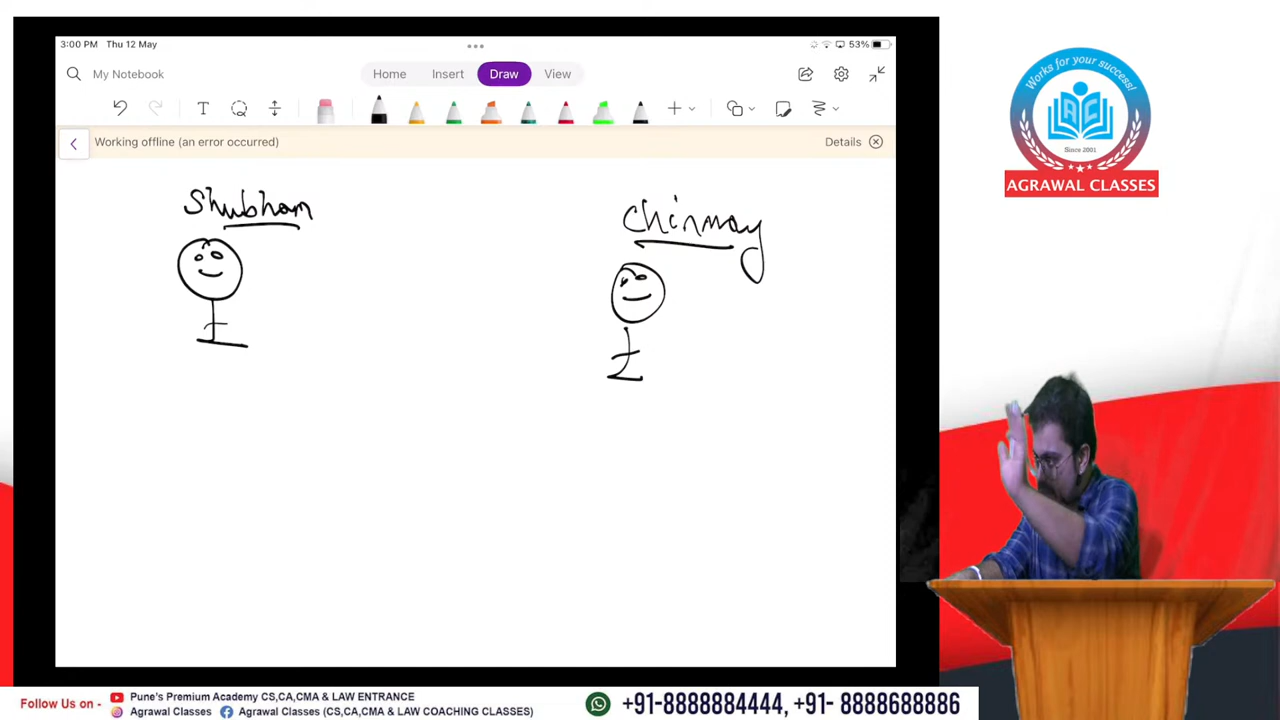 3:00 PM Thu 12 May
53%
My Notebook
Home Insert Draw View
T
Working offline (an error occurred)
Details
Shubham
Chinmay
Works for your success!
AC
Since 2001
AGRAWAL CLASSES
Follow Us on -
Pune's Premium Academy CS,CA,CMA & LAW ENTRANCE
Agrawal Classes
Agrawal Classes (CS,CA,CMA & LAW COACHING CLASSES)
+91-8888884444, +91- 8888688886